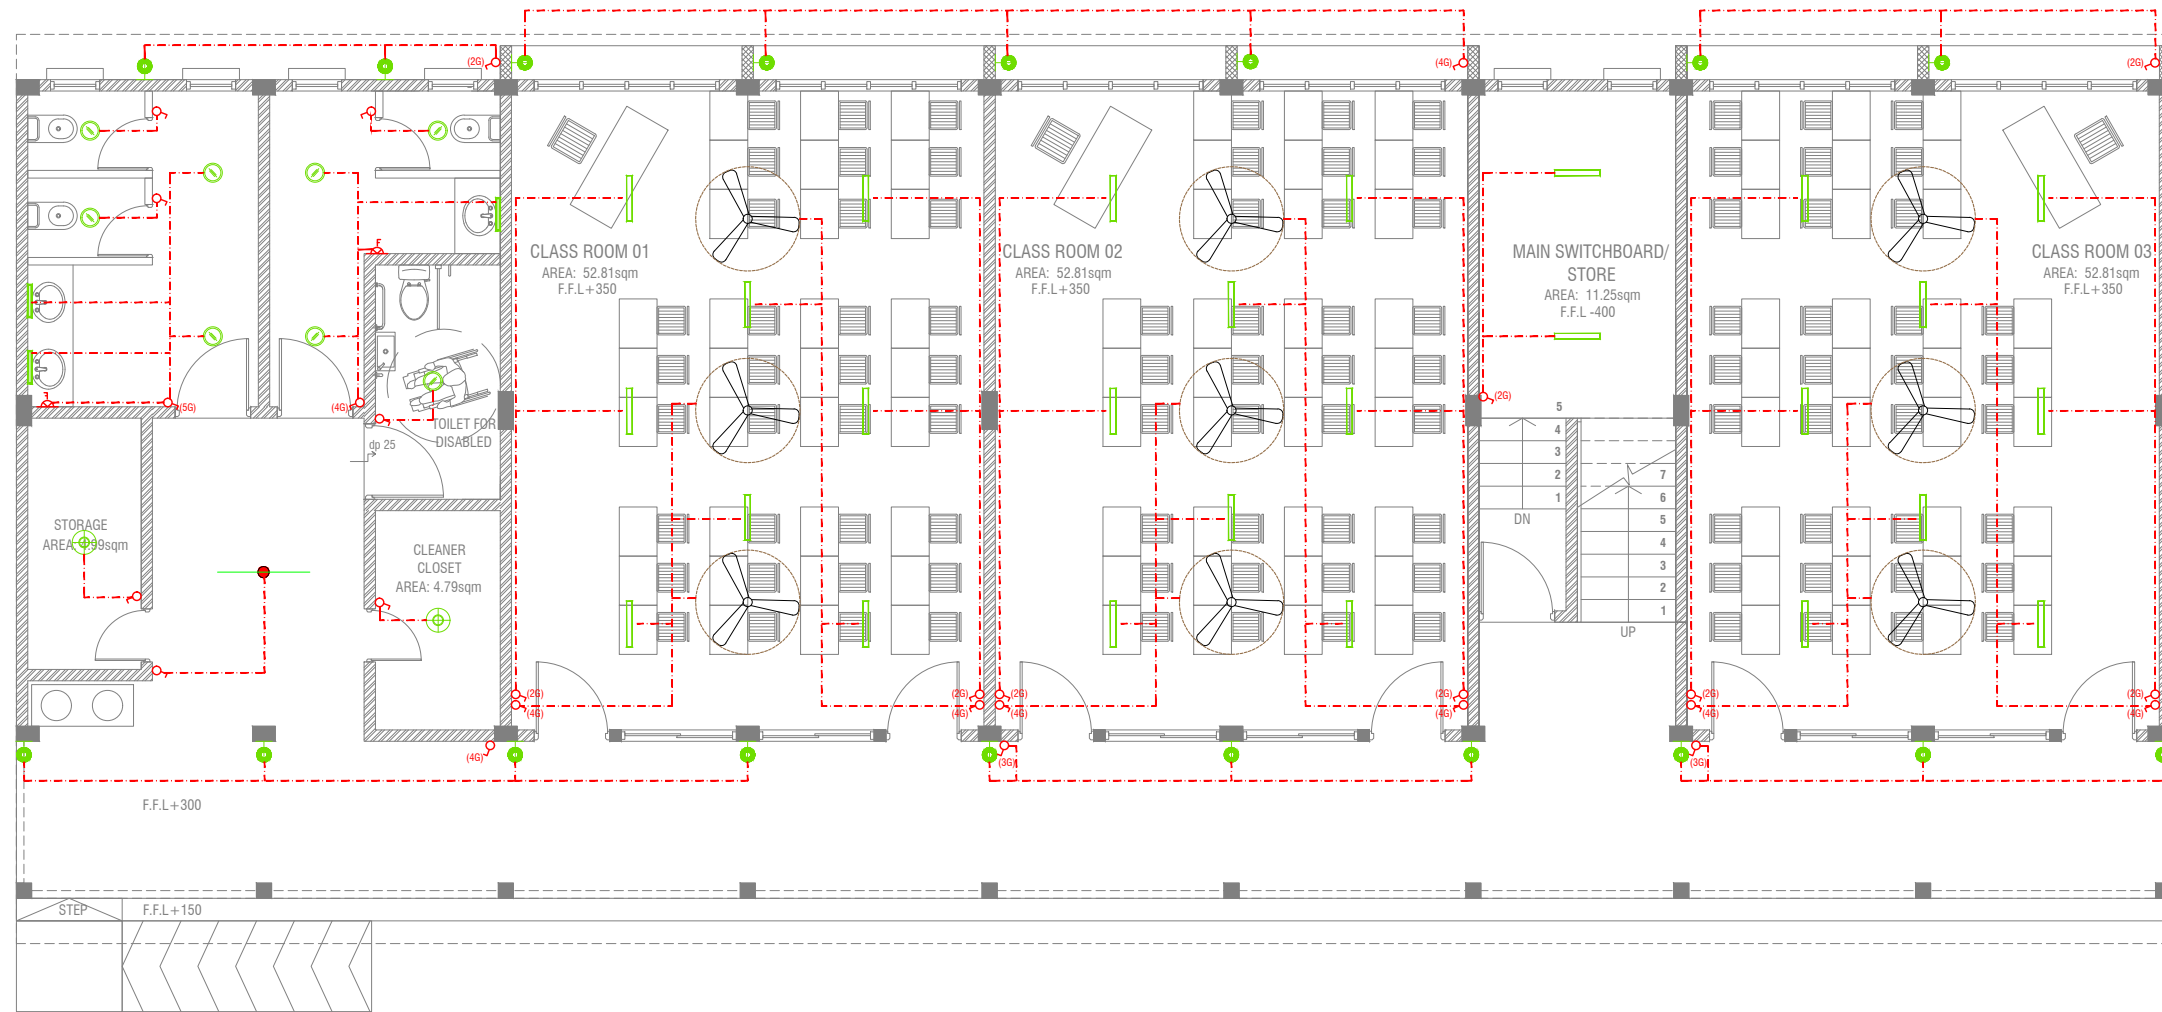 (2G)
(4G)
(2G)
CLASS ROOM 01
AREA: 52.81sqm
F.F.L+350
CLASS ROOM 02
AREA: 52.81sqm
F.F.L+350
MAIN SWITCHBOARD/
STORE
AREA: 11.25sqm
F.F.L -400
CLASS ROOM 03
AREA: 52.81sqm
F.F.L+350
F
F
(5G)
(4G)
(2G)
TOILET FOR
DISABLED
dp 25
5
4
3
2
1
DN
7
6
5
4
3
2
1
UP
STORAGE
AREA: 4.99sqm
CLEANER
CLOSET
AREA: 4.79sqm
(2G)
(4G)
(2G)
(4G)
(2G)
(4G)
(2G)
(4G)
(2G)
(4G)
(2G)
(4G)
(4G)
(3G)
(3G)
F.F.L+300
STEP
F.F.L+150